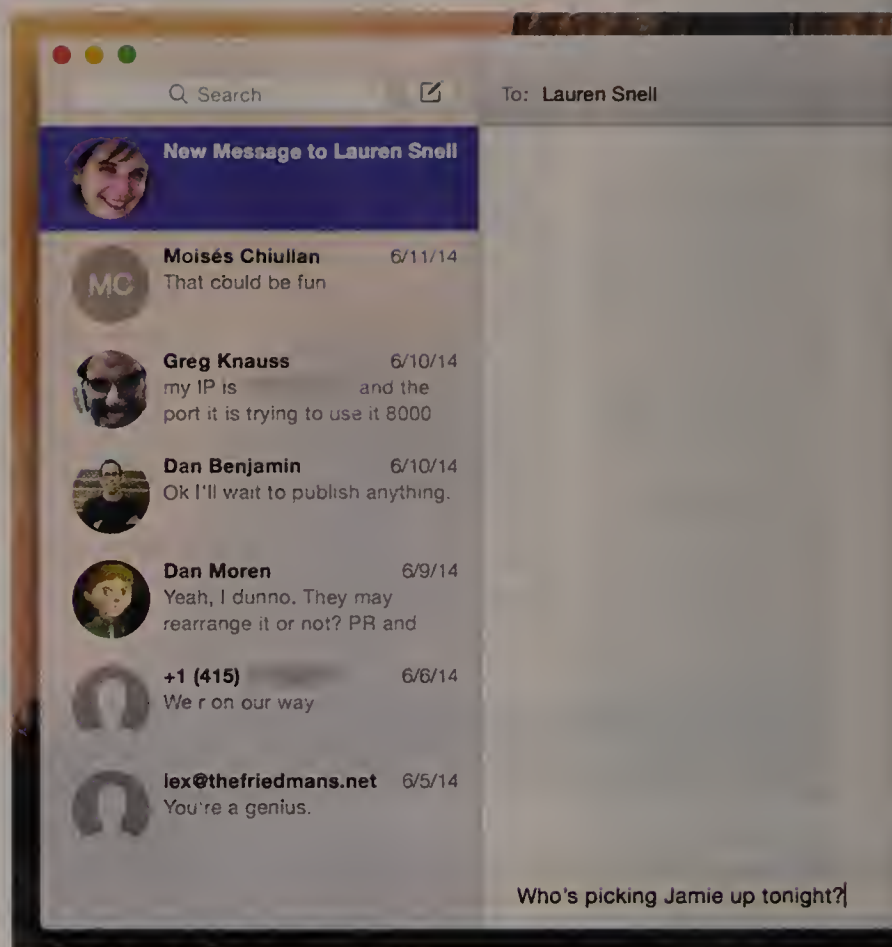 Search
To: Lauren Snell
New Message to Lauren Snell
Moisés Chiullan 6/11/14
MC
That could be fun
Greg Knauss 6/10/14
my IP is and the
port it is trying to use it 8000
Dan Benjamin 6/10/14
Ok I'll wait to publish anything.
Dan Moren 6/9/14
Yeah, I dunno. They may
rearrange it or not? PR and
+1 (415) 6/6/14
We r on our way
lex@thefriedmans.net 6/5/14
You're a genius.
Who's picking Jamie up tonight?